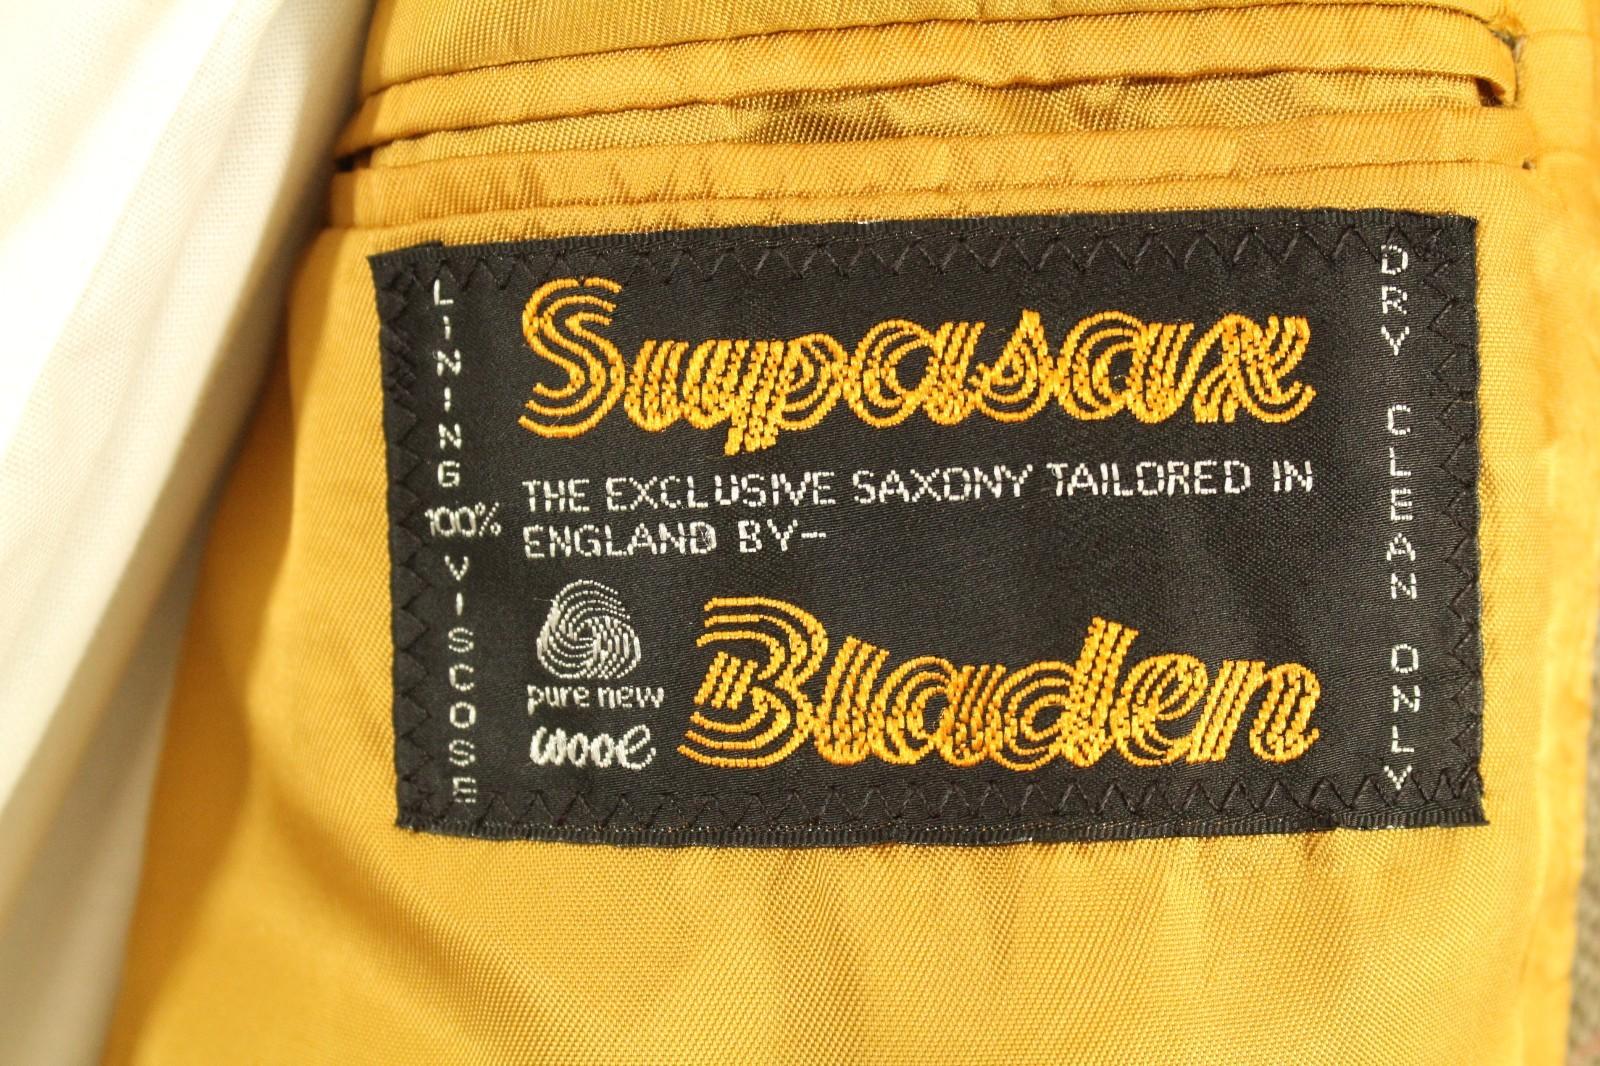 LINING 100% VISCOSE
Supasax
THE EXCLUSIVE SAXONY TAILORED IN
ENGLAND BY-
pure new
wool
Bladen
DRY CLEAN ONLY